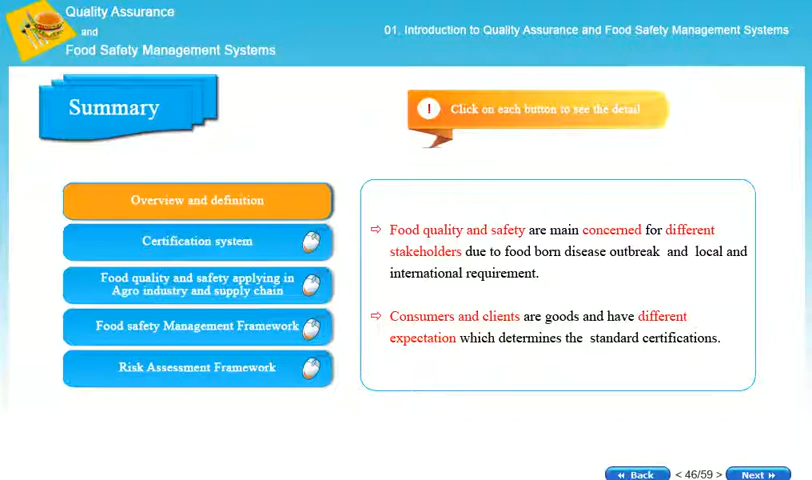 Quality Assurance
and
Food Safety Management Systems
01. Introduction to Quality Assurance and Food Safety Management Systems
Summary
! Click on each button to see the detail
Overview and definition
Certification system
Food quality and safety applying in
Agro industry and supply chain
Food safety Management Framework
Risk Assessment Framework
⇨ Food quality and safety are main concerned for different
stakeholders due to food born disease outbreak and local and
international requirement.
⇨ Consumers and clients are goods and have different
expectation which determines the standard certifications.
Back < 46/59 > Next